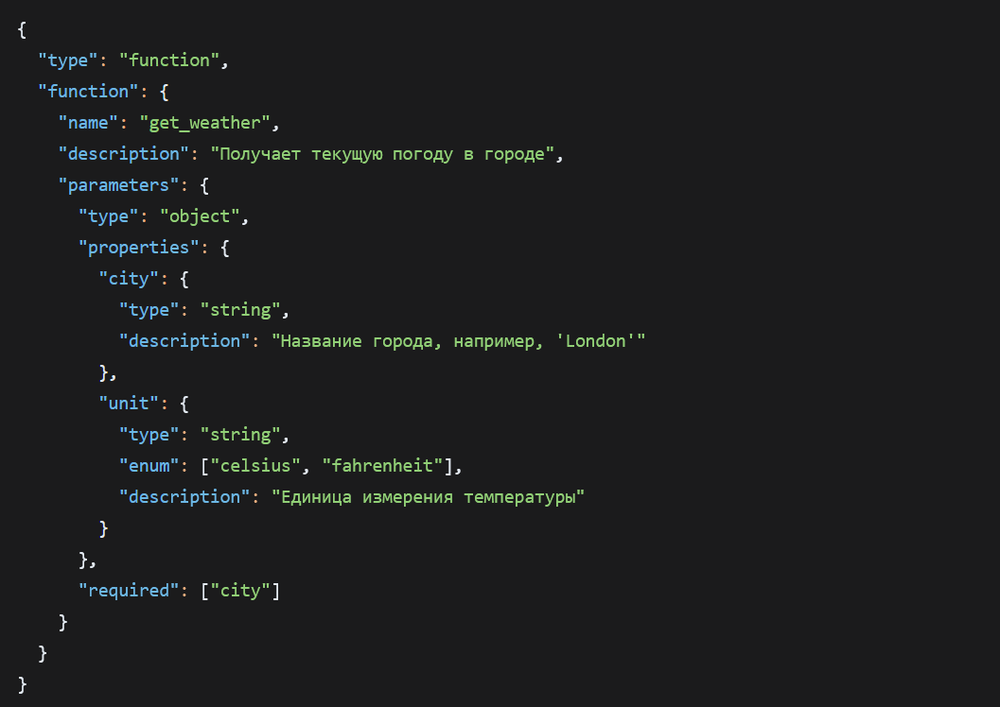 {
  "type": "function",
  "function": {
    "name": "get_weather",
    "description": "Получает текущую погоду в городе",
    "parameters": {
      "type": "object",
      "properties": {
        "city": {
          "type": "string",
          "description": "Название города, например, 'London'"
        },
        "unit": {
          "type": "string",
          "enum": ["celsius", "fahrenheit"],
          "description": "Единица измерения температуры"
        }
      },
      "required": ["city"]
    }
  }
}